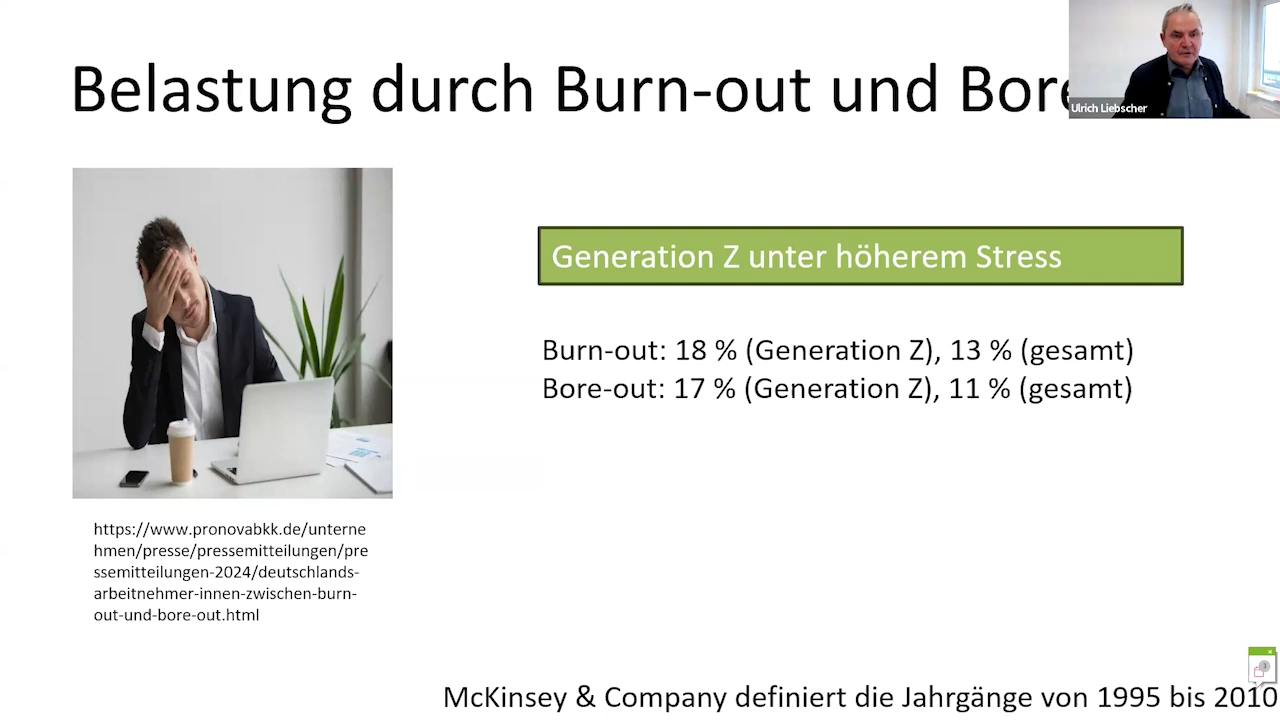 Belastung durch Burn-out und Bore
Ulrich Liebscher
Generation Z unter höherem Stress
Burn-out: 18 % (Generation Z), 13 % (gesamt)
Bore-out: 17 % (Generation Z), 11 % (gesamt)
https://www.pronovabkk.de/unterne
hmen/presse/pressemitteilungen/pre
ssemitteilungen-2024/deutschlands-
arbeitnehmer-innen-zwischen-burn-
out-und-bore-out.html
McKinsey & Company definiert die Jahrgänge von 1995 bis 2010